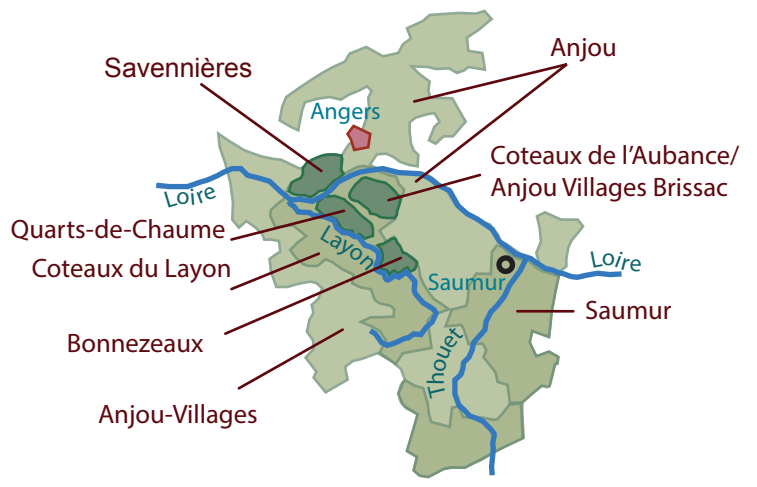 Anjou
Savennières
Angers
Coteaux de l'Aubance/
Anjou Villages Brissac
Loire
Quarts-de-Chaume
Layon
Coteaux du Layon
Loire
Saumur
Saumur
Bonnezeaux
Thouet
Anjou-Villages